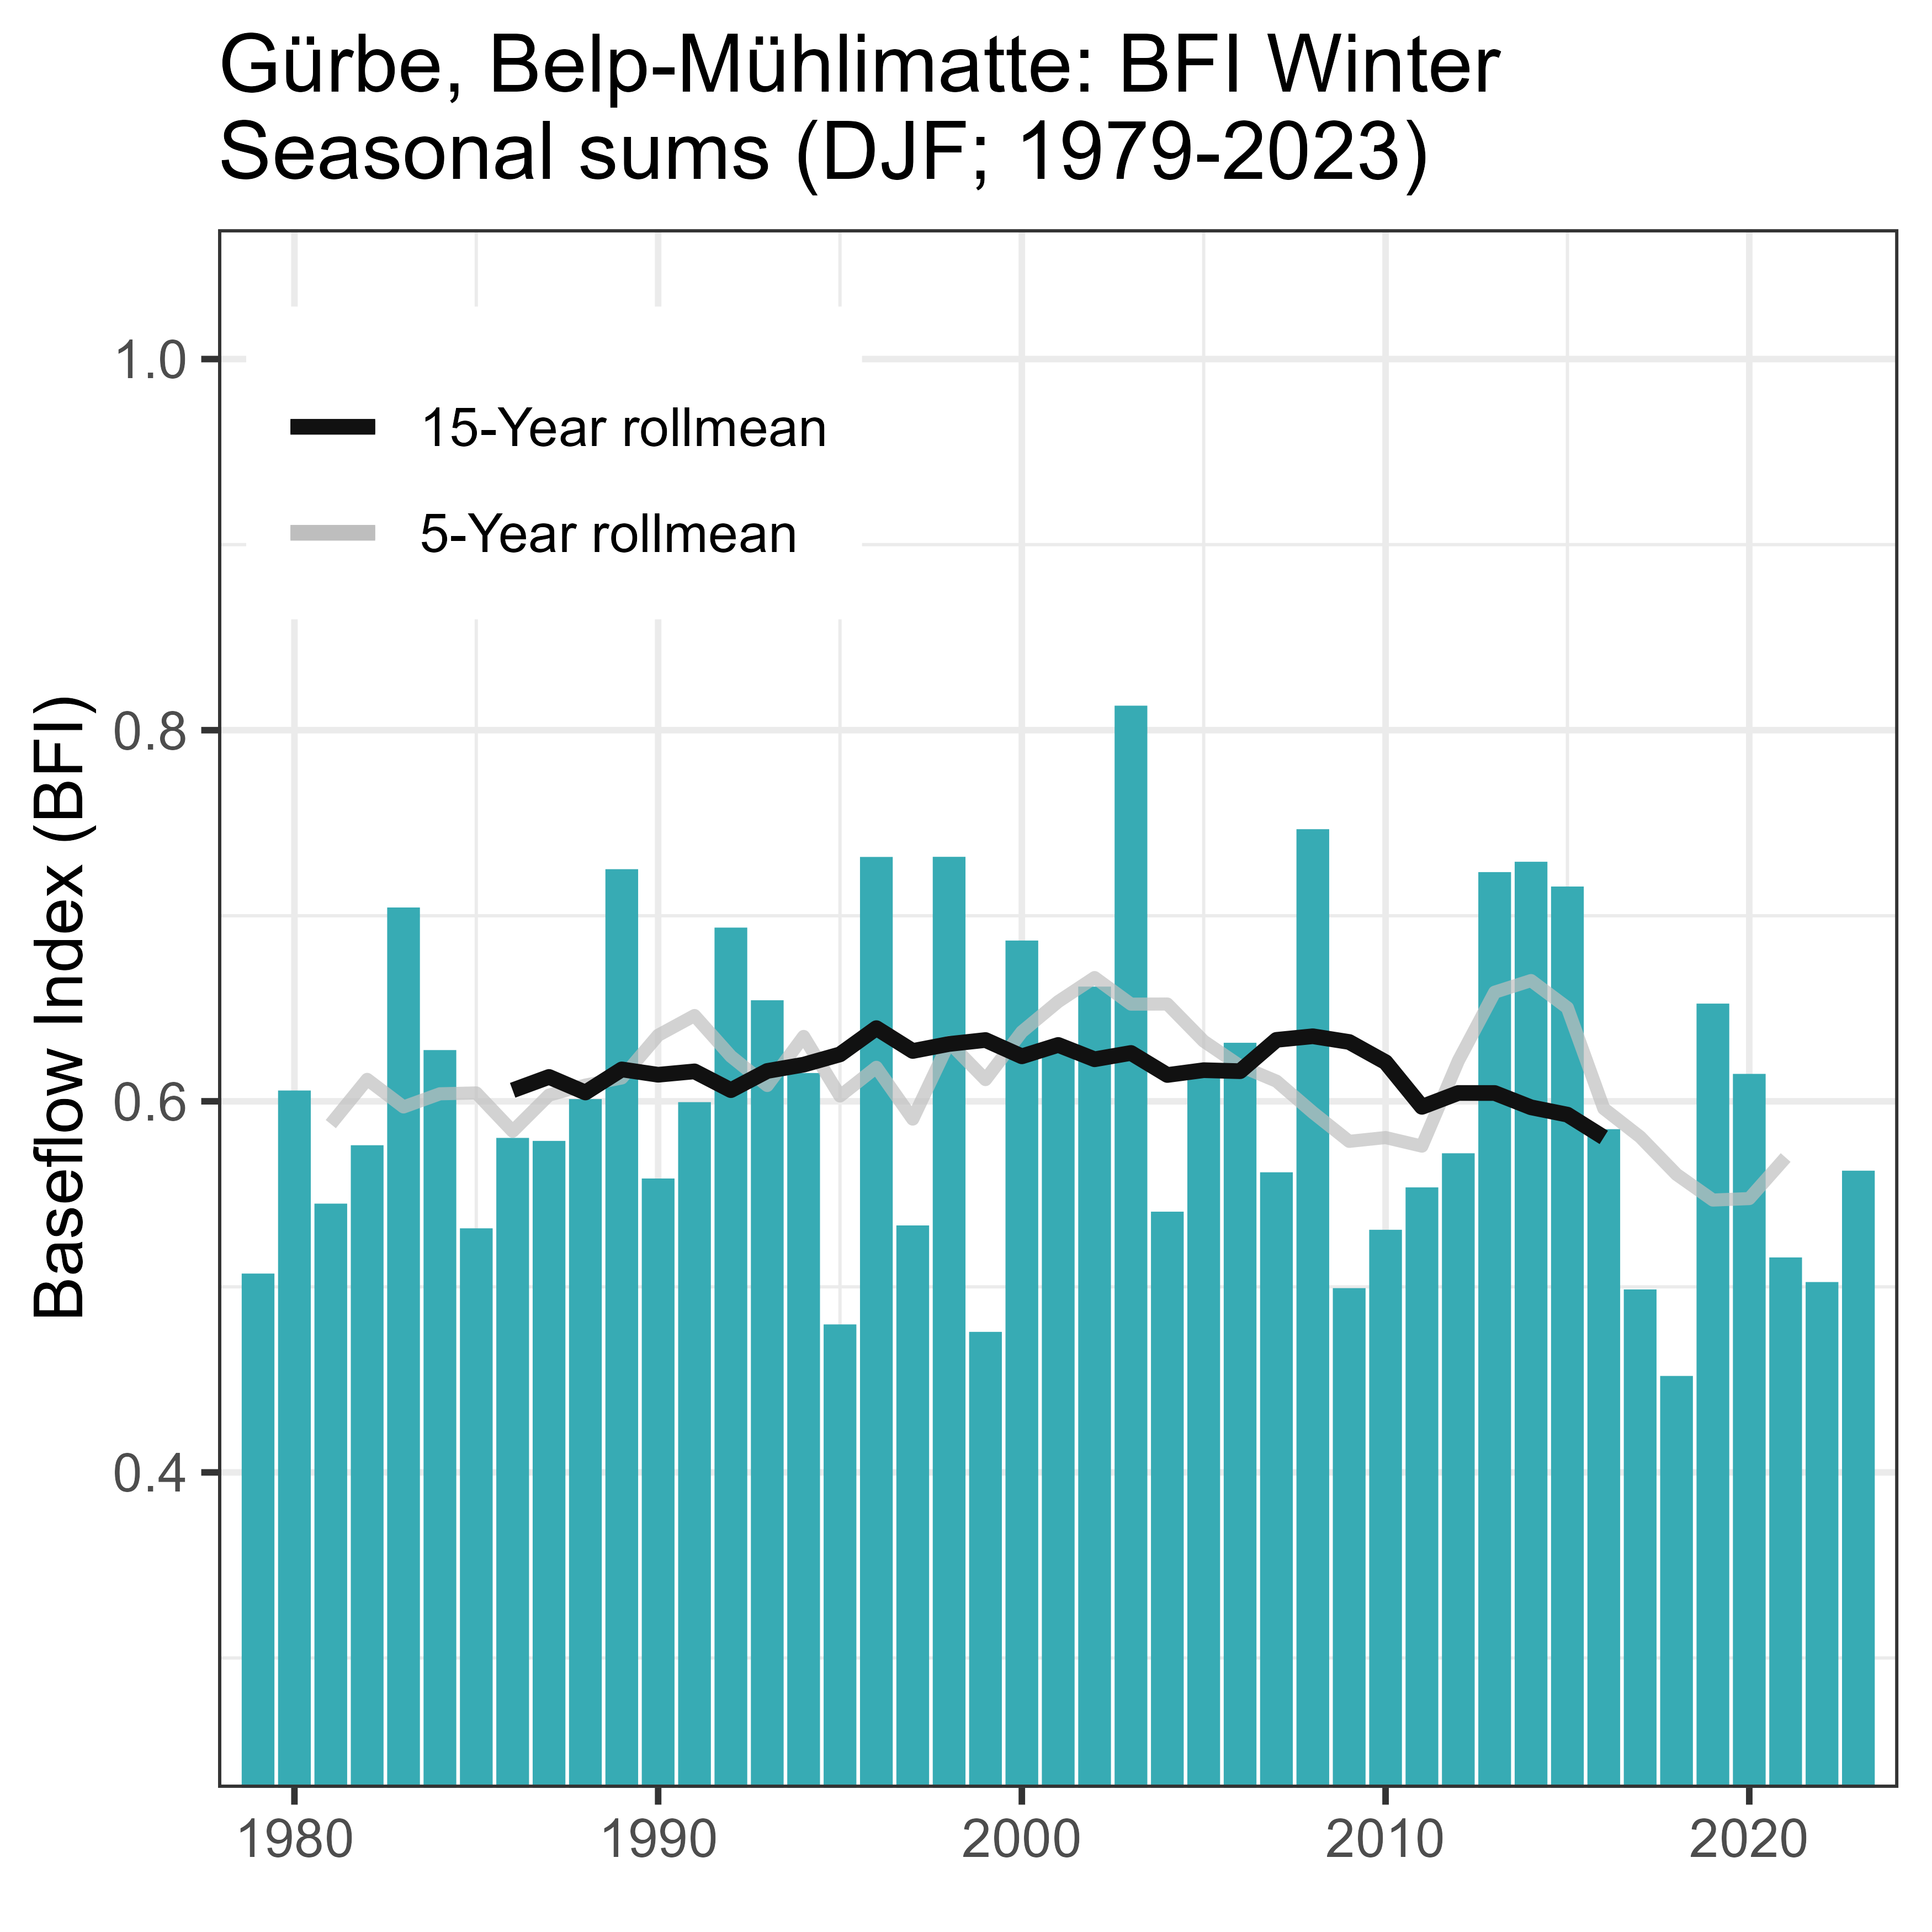 Gürbe, Belp-Mühlimatte: BFI Winter
Seasonal sums (DJF; 1979-2023)
Baseflow Index (BFI)
1.0
0.8
0.6
0.4
15-Year rollmean
5-Year rollmean
1980
1990
2000
2010
2020